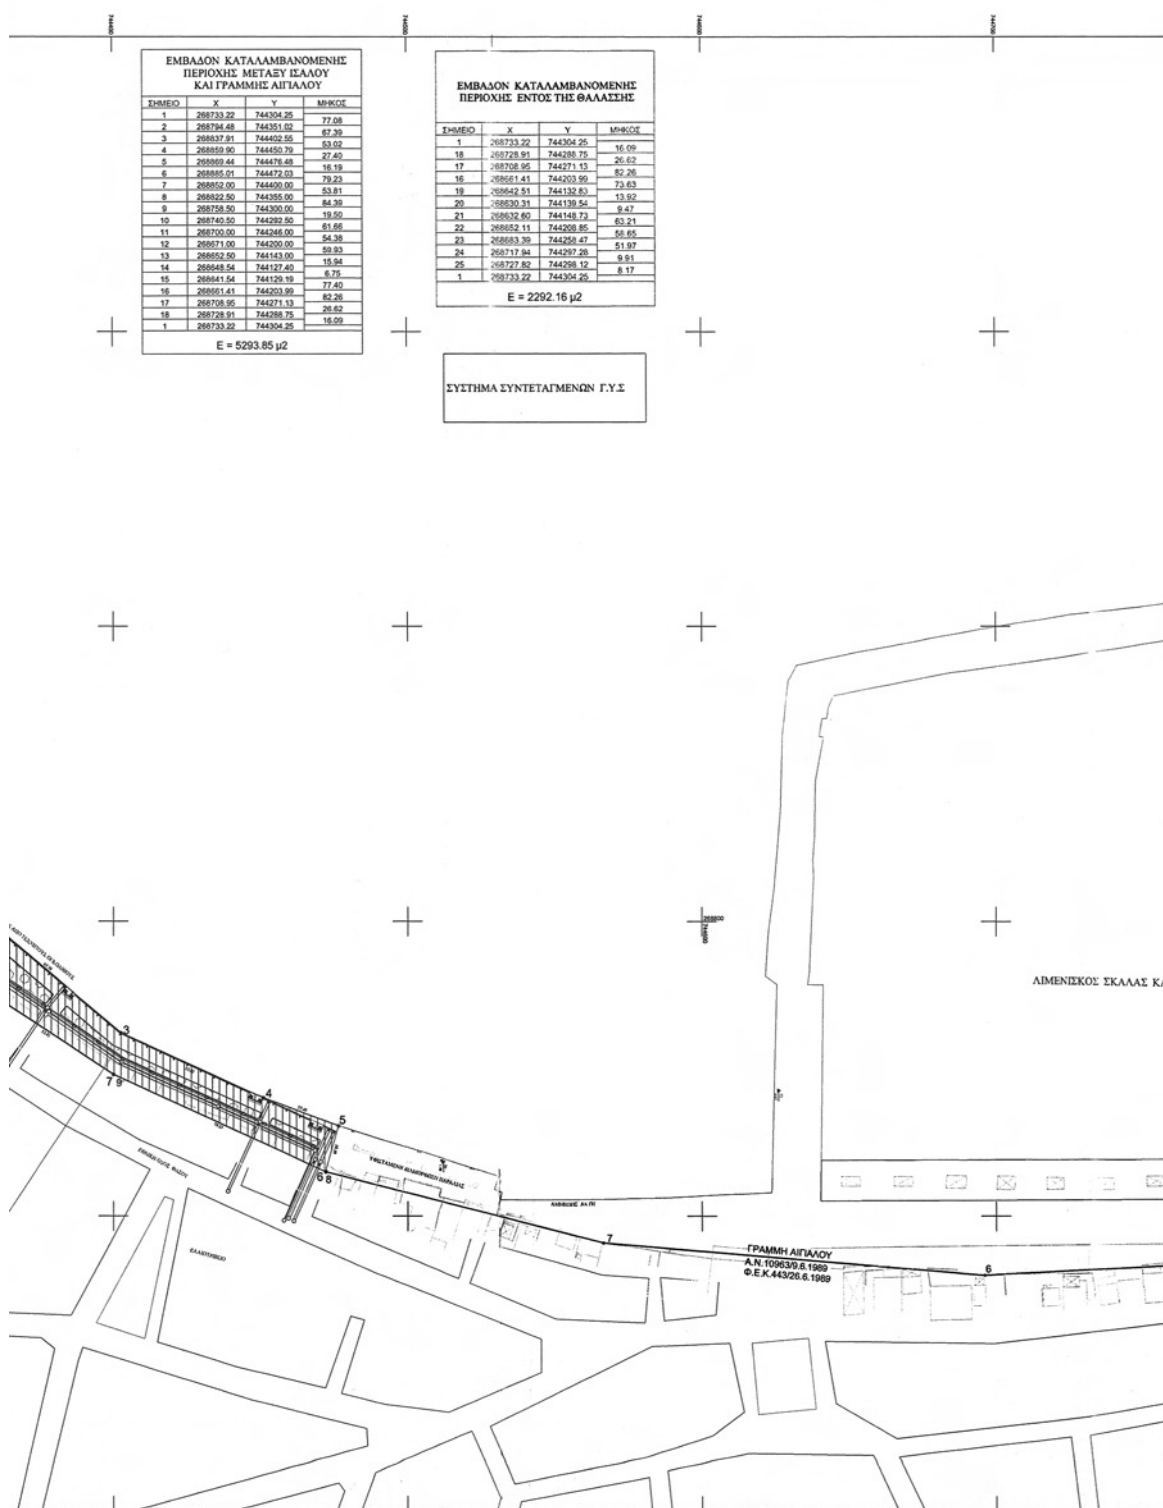 744400
744500
744600
744700
ΕΜΒΑΔΟΝ ΚΑΤΑΛΑΜΒΑΝΟΜΕΝΗΣ
ΠΕΡΙΟΧΗΣ ΜΕΤΑΞΥ ΙΣΑΛΟΥ
ΚΑΙ ΓΡΑΜΜΗΣ ΑΙΓΙΑΛΟΥ
ΣΗΜΕΙΟ Χ Υ ΜΗΚΟΣ
1 268733.22 744304.25
77.08
2 268794.48 744351.02
67.39
3 268837.91 744402.55
53.02
4 268859.90 744450.79
27.40
5 268869.44 744476.48
16.19
6 268885.01 744472.03
79.23
7 268852.00 744400.00
53.81
8 268822.50 744355.00
84.39
9 268758.50 744300.00
19.50
10 268740.50 744292.50
61.66
11 268700.00 744246.00
54.38
12 268671.00 744200.00
59.93
13 268652.50 744143.00
15.94
14 268648.54 744127.40
6.75
15 268641.54 744129.19
77.40
16 268661.41 744203.99
82.26
17 268708.95 744271.13
26.62
18 268728.91 744288.75
16.09
1 268733.22 744304.25
Ε = 5293.85 μ2
ΕΜΒΑΔΟΝ ΚΑΤΑΛΑΜΒΑΝΟΜΕΝΗΣ
ΠΕΡΙΟΧΗΣ ΕΝΤΟΣ ΤΗΣ ΘΑΛΑΣΣΗΣ
ΣΗΜΕΙΟ Χ Υ ΜΗΚΟΣ
1 268733.22 744304.25
16.09
18 268728.91 744288.75
26.62
17 268708.95 744271.13
82.26
16 268661.41 744203.99
73.63
19 268642.51 744132.83
13.92
20 268630.31 744139.54
9.47
21 268632.60 744148.73
63.21
22 268652.11 744208.85
58.65
23 268683.39 744258.47
51.97
24 268717.94 744297.28
9.91
25 268727.82 744298.12
8.17
1 268733.22 744304.25
Ε = 2292.16 μ2
ΣΥΣΤΗΜΑ ΣΥΝΤΕΤΑΓΜΕΝΩΝ Γ.Υ.Σ
268800
744600
ΛΙΜΕΝΙΣΚΟΣ ΣΚΑΛΑΣ ΚΑ
3
7 9
4
5
6 8
ΥΦΙΣΤΑΜΕΝΗ ΔΙΑΜΟΡΦΩΣΗ ΠΑΡΑΛΙΑΣ
7
ΓΡΑΜΜΗ ΑΙΓΙΑΛΟΥ
Α.Ν.10963/9.6.1989
Φ.Ε.Κ.443/26.6.1989
6
ΕΛΑΙΟΤΡΙΒΕΙΟ